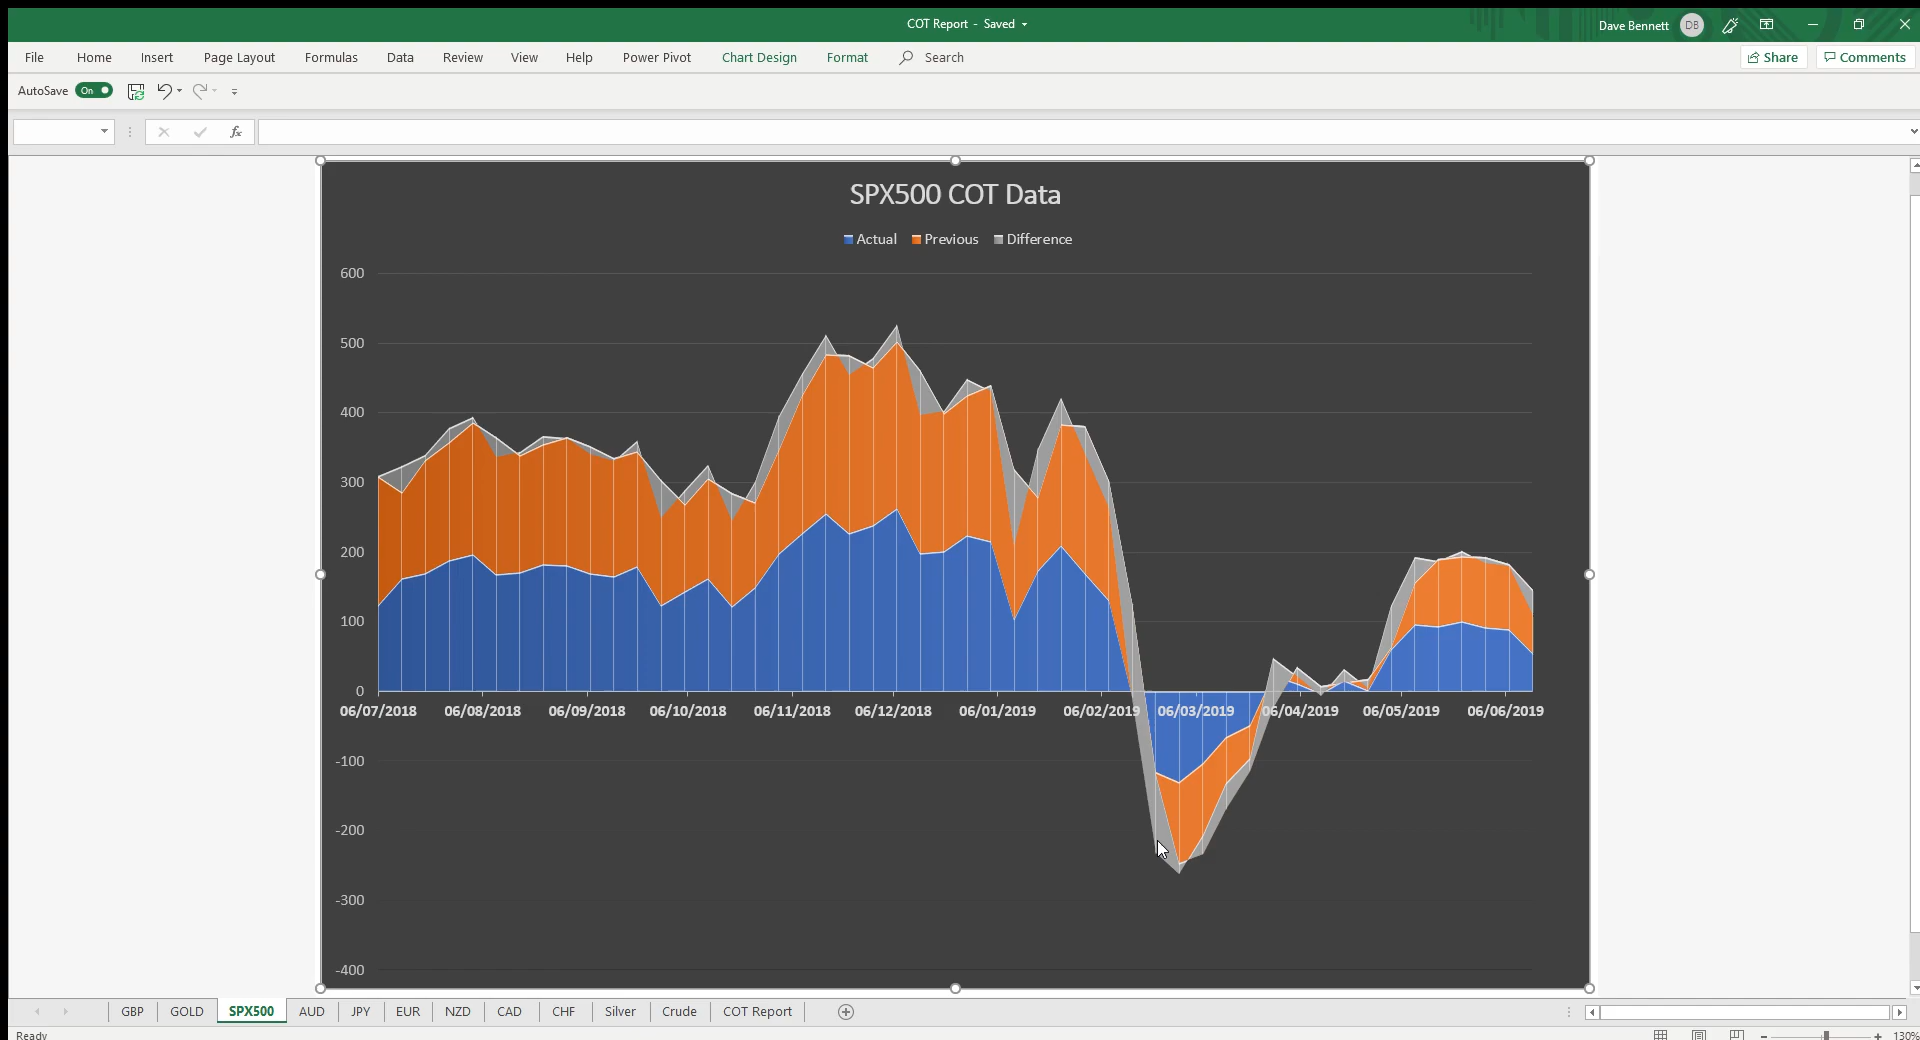 COT Report - Saved
Dave Bennett DB
File Home Insert Page Layout Formulas Data Review View Help Power Pivot Chart Design Format Search Share Comments
AutoSave On
fx
SPX500 COT Data
Actual Previous Difference
600
500
400
300
200
100
0
06/07/2018 06/08/2018 06/09/2018 06/10/2018 06/11/2018 06/12/2018 06/01/2019 06/02/2019 06/03/2019 06/04/2019 06/05/2019 06/06/2019
-100
-200
-300
-400
GBP GOLD SPX500 AUD JPY EUR NZD CAD CHF Silver Crude COT Report
Ready 130%